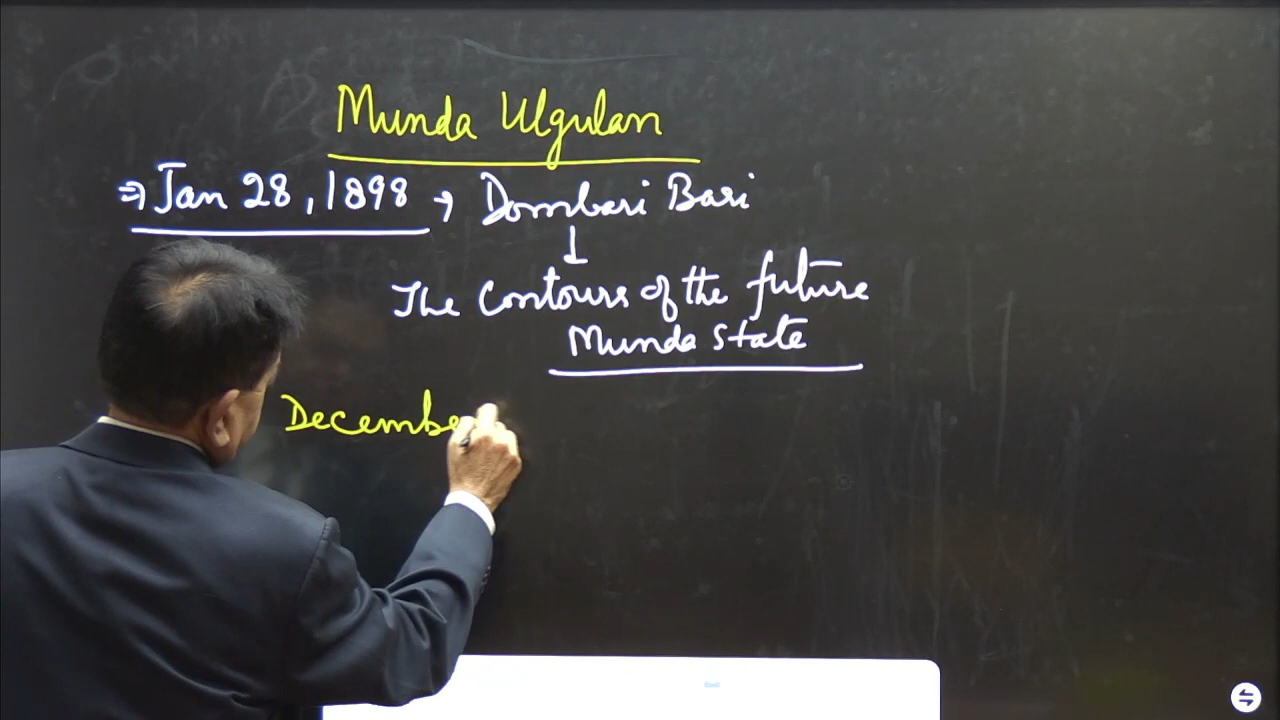 Munda Ulgulan
⇒ Jan 28, 1898 → Dombari Bari
↓
The Contours of the future
Munda State
Decembe